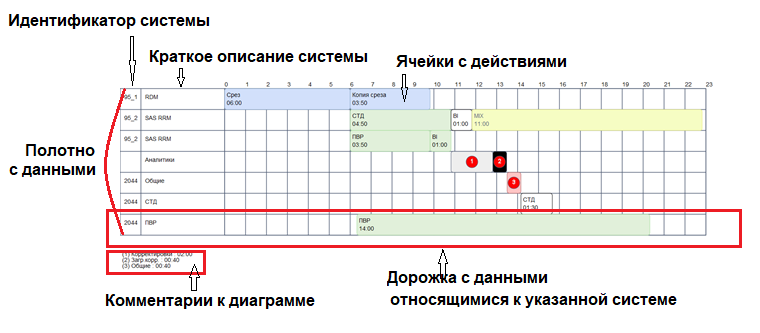 Идентификатор системы
Краткое описание системы
Ячейки с действиями
0 1 2 3 4 5 6 7 8 9 10 11 12 13 14 15 16 17 18 19 20 21 22 23
95_1 RDM Срез Копия среза
06:00 03:50
95_2 SAS RRM СТД BI MIX
04:50 01:00 11:00
95_2 SAS RRM ПВР BI
03:50 01:00
Полотно
с данными
Аналитики 1 2
2044 Общие 3
2044 СТД СТД
01:30
2044 ПВР ПВР
14:00
(1) Корректировки : 02:00
(2) Загр.корр. : 00:40
(3) Общие : 00:40
Комментарии к диаграмме
Дорожка с данными
относящимися к указанной системе